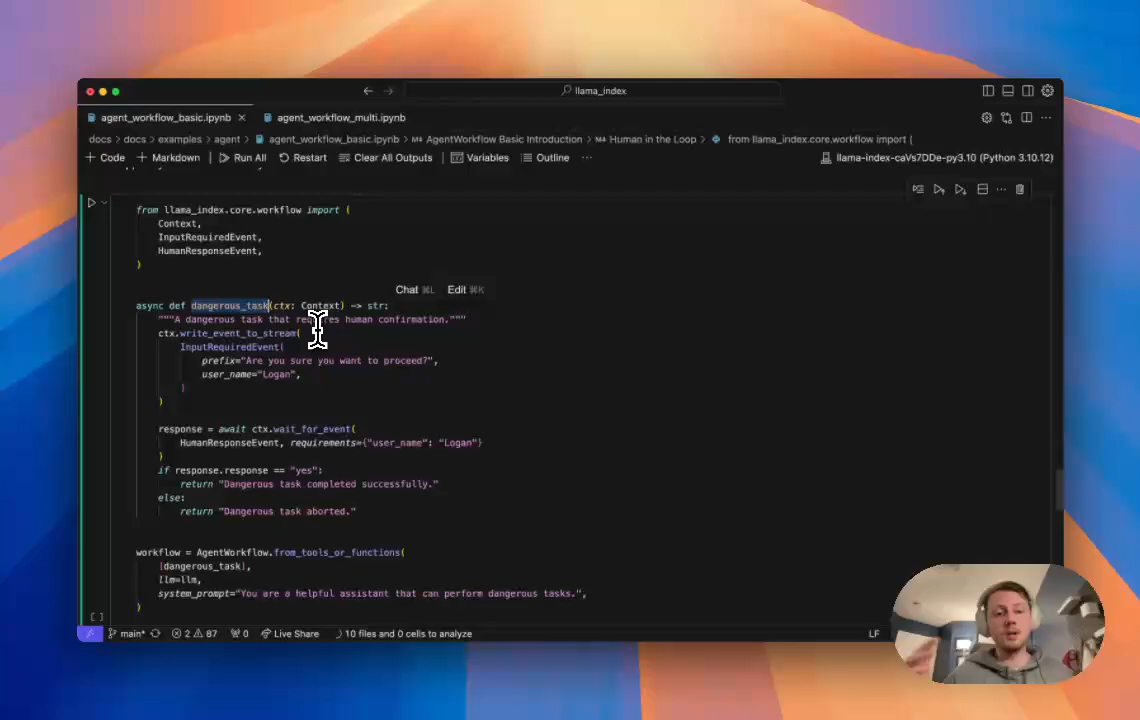 llama_index
agent_workflow_basic.ipynb
agent_workflow_multi.ipynb
docs > docs > examples > agent > agent_workflow_basic.ipynb > M↓ AgentWorkflow Basic Introduction > M↓ Human in the Loop > from llama_index.core.workflow import (
+ Code + Markdown Run All Restart Clear All Outputs Variables Outline ··· llama-index-caVs7DDe-py3.10 (Python 3.10.12)
from llama_index.core.workflow import (
Context,
InputRequiredEvent,
HumanResponseEvent,
)
Chat ⌘L Edit ⌘K
async def dangerous_task(ctx: Context) -> str:
"""A dangerous task that requires human confirmation."""
ctx.write_event_to_stream(
InputRequiredEvent(
prefix="Are you sure you want to proceed?",
user_name="Logan",
)
)
response = await ctx.wait_for_event(
HumanResponseEvent, requirements={"user_name": "Logan"}
)
if response.response == "yes":
return "Dangerous task completed successfully."
else:
return "Dangerous task aborted."
workflow = AgentWorkflow.from_tools_or_functions(
[dangerous_task],
llm=llm,
system_prompt="You are a helpful assistant that can perform dangerous tasks.",
)
[ ]
main* 2 87 0 Live Share 10 files and 0 cells to analyze LF